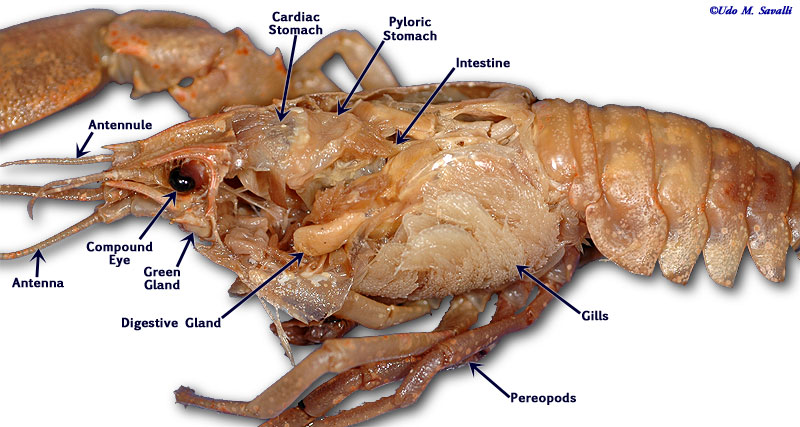 ©Udo M. Savalli
Cardiac
Stomach
Pyloric
Stomach
Intestine
Antennule
Compound
Eye
Antenna
Green
Gland
Digestive Gland
Gills
Pereopods